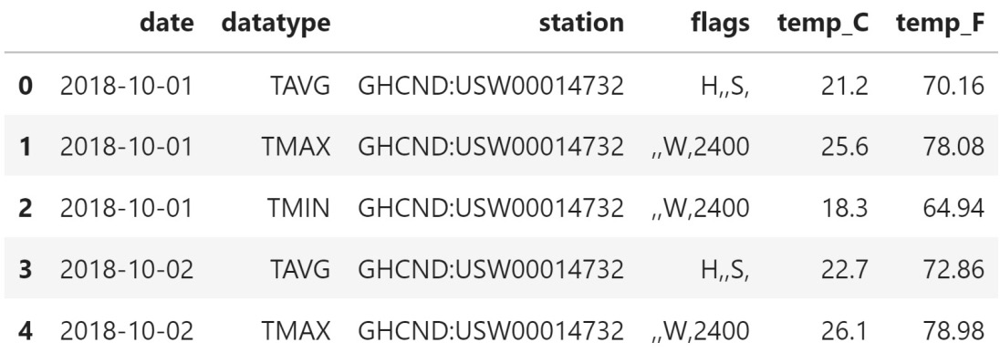 date datatype station flags temp_C temp_F
0 2018-10-01 TAVG GHCND:USW00014732 H,,S, 21.2 70.16
1 2018-10-01 TMAX GHCND:USW00014732 ,,W,2400 25.6 78.08
2 2018-10-01 TMIN GHCND:USW00014732 ,,W,2400 18.3 64.94
3 2018-10-02 TAVG GHCND:USW00014732 H,,S, 22.7 72.86
4 2018-10-02 TMAX GHCND:USW00014732 ,,W,2400 26.1 78.98